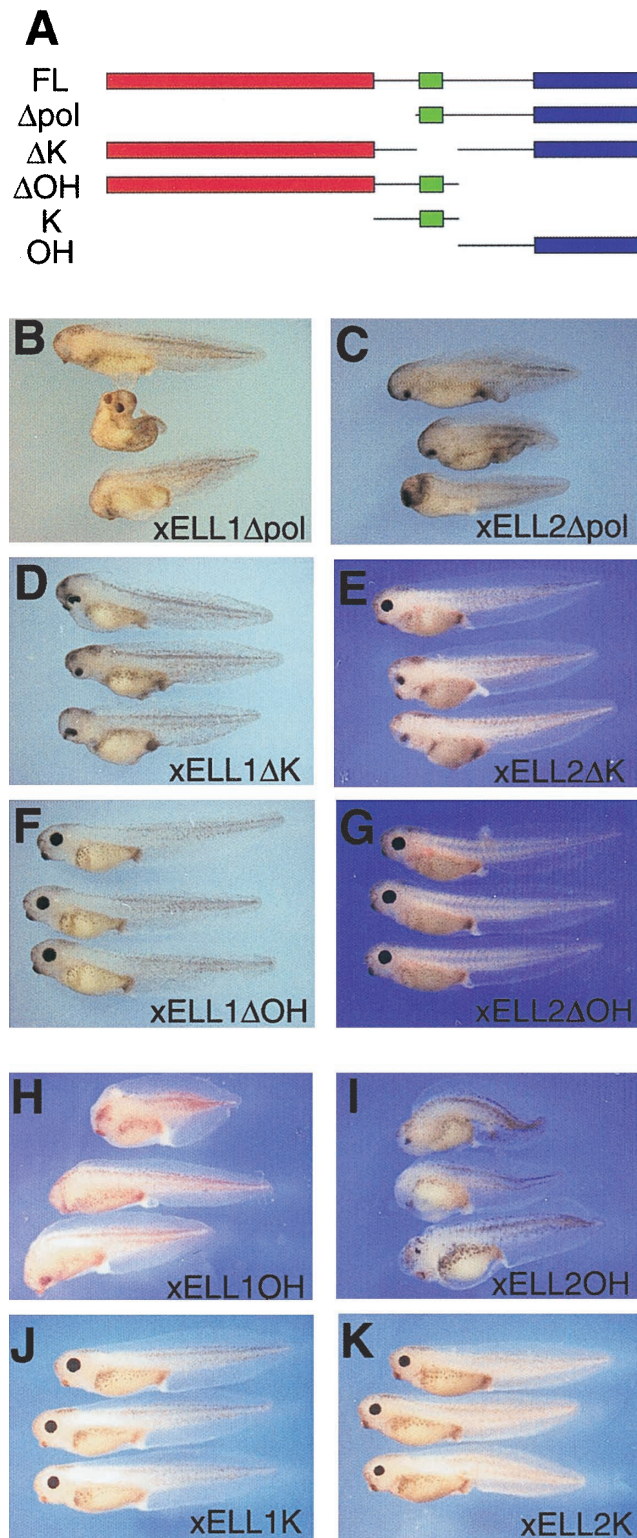 A
FL
Δpol
ΔK
ΔOH
K
OH
B
xELL1Δpol
C
xELL2Δpol
D
xELL1ΔK
E
xELL2ΔK
F
xELL1ΔOH
G
xELL2ΔOH
H
xELL1OH
I
xELL2OH
J
xELL1K
K
xELL2K